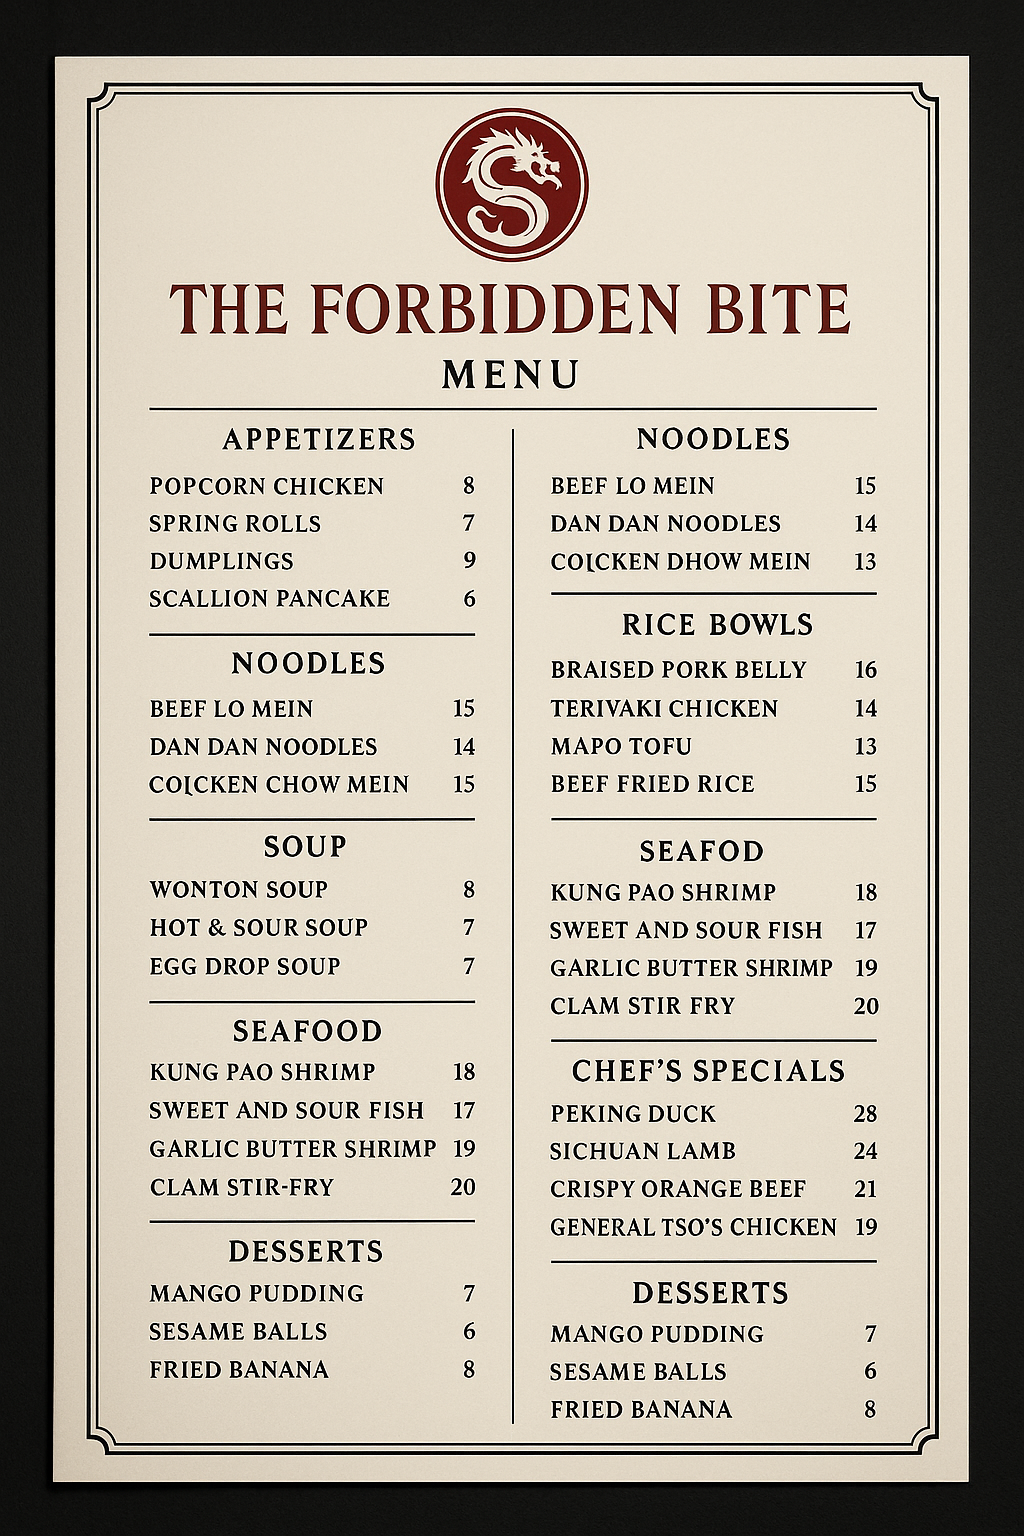 THE FORBIDDEN BITE
MENU
APPETIZERS
POPCORN CHICKEN 8
SPRING ROLLS 7
DUMPLINGS 9
SCALLION PANCAKE 6
NOODLES
BEEF LO MEIN 15
DAN DAN NOODLES 14
COICKEN CHOW MEIN 15
SOUP
WONTON SOUP 8
HOT & SOUR SOUP 7
EGG DROP SOUP 7
SEAFOOD
KUNG PAO SHRIMP 18
SWEET AND SOUR FISH 17
GARLIC BUTTER SHRIMP 19
CLAM STIR-FRY 20
DESSERTS
MANGO PUDDING 7
SESAME BALLS 6
FRIED BANANA 8
NOODLES
BEEF LO MEIN 15
DAN DAN NOODLES 14
COICKEN DHOW MEIN 13
RICE BOWLS
BRAISED PORK BELLY 16
TERIVAKI CHICKEN 14
MAPO TOFU 13
BEEF FRIED RICE 15
SEAFOD
KUNG PAO SHRIMP 18
SWEET AND SOUR FISH 17
GARLIC BUTTER SHRIMP 19
CLAM STIR FRY 20
CHEF'S SPECIALS
PEKING DUCK 28
SICHUAN LAMB 24
CRISPY ORANGE BEEF 21
GENERAL TSO'S CHICKEN 19
DESSERTS
MANGO PUDDING 7
SESAME BALLS 6
FRIED BANANA 8